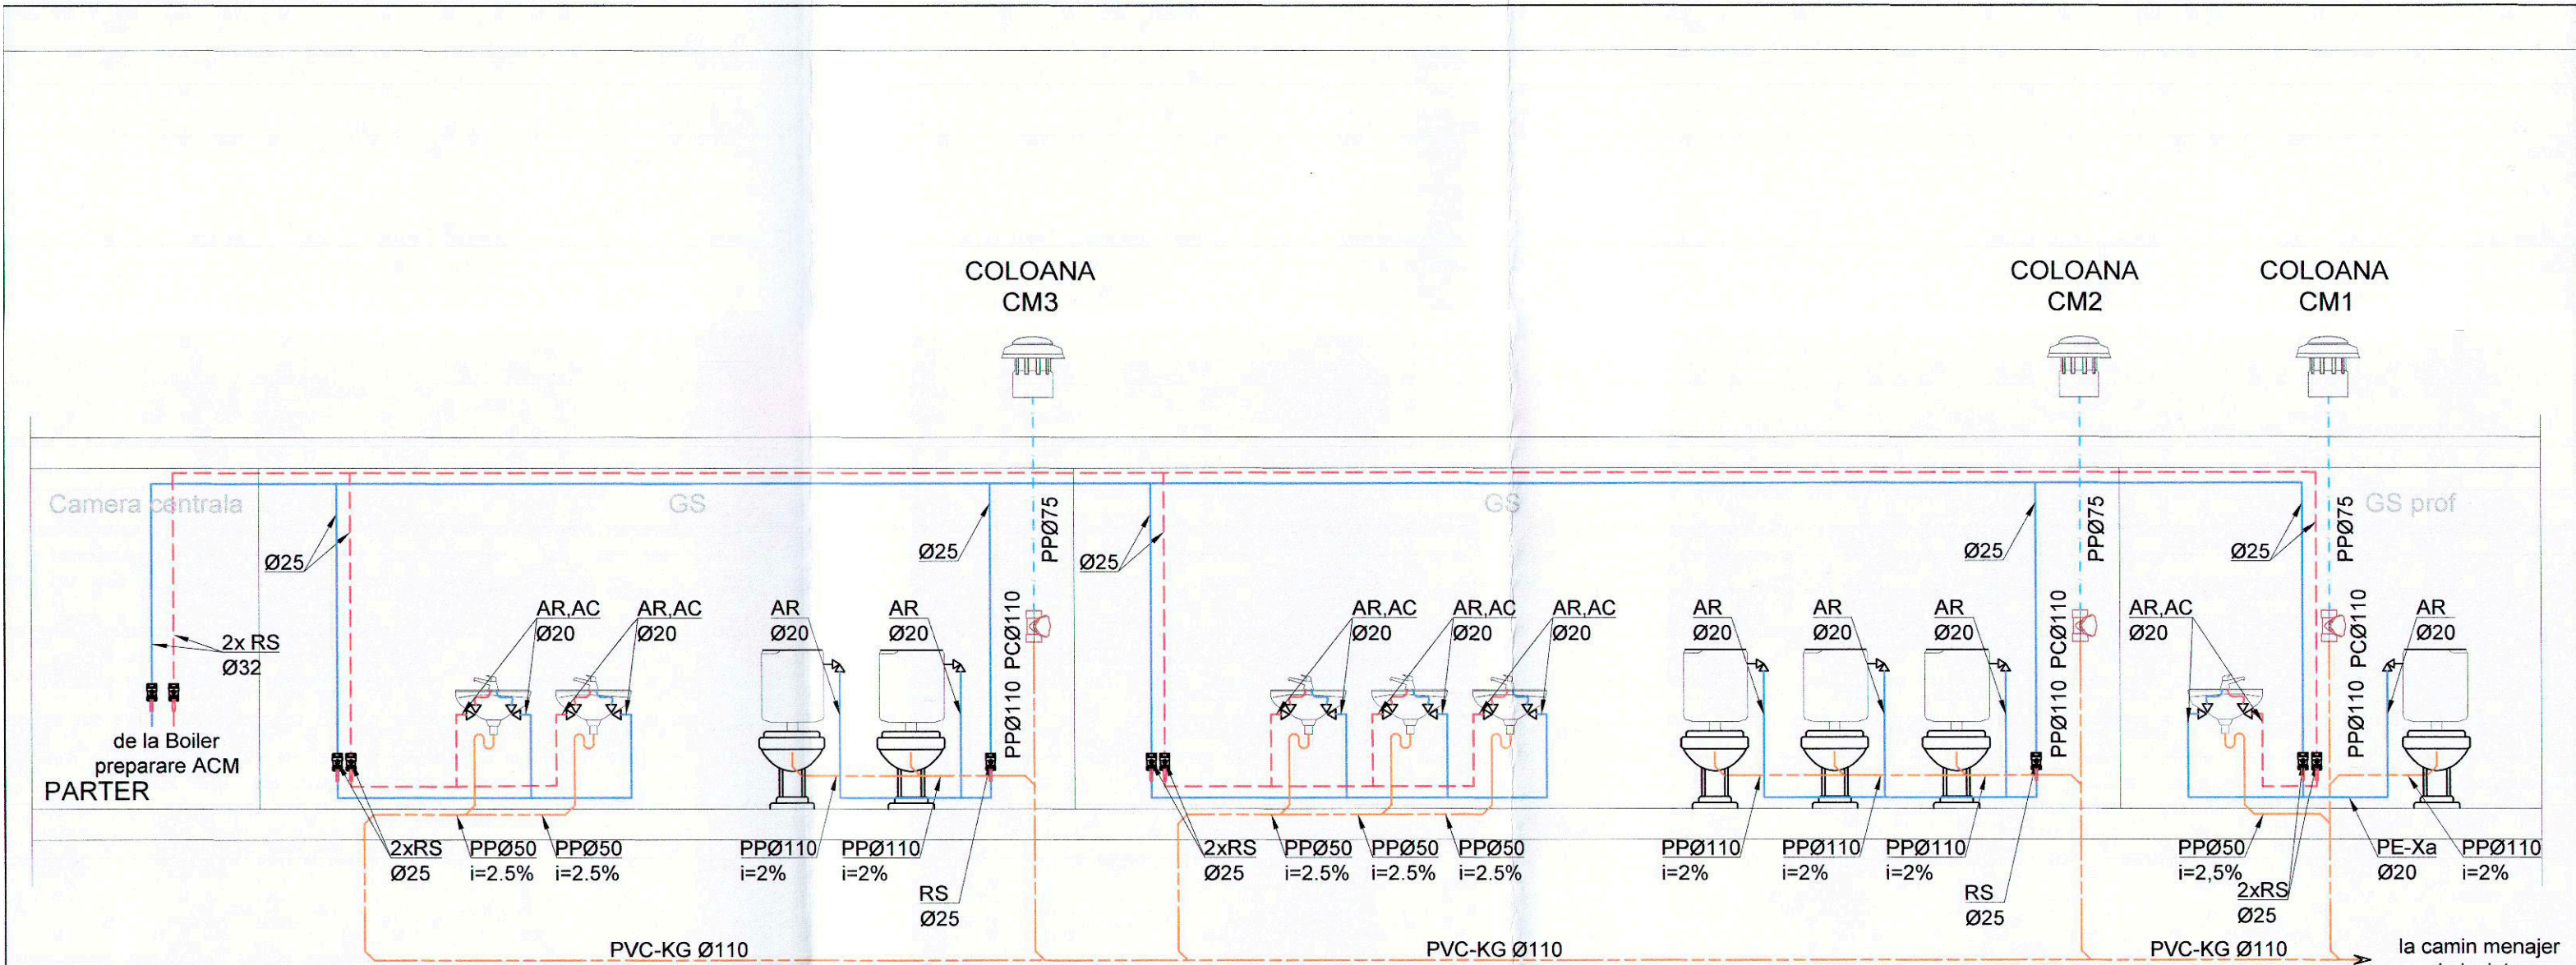 COLOANA
CM3
COLOANA
CM2
COLOANA
CM1
Camera centrala
GS
GS
GS prof
PPØ75
PPØ75
PPØ75
Ø25
Ø25
Ø25
Ø25
Ø25
AR,AC
Ø20
AR,AC
Ø20
AR
Ø20
AR
Ø20
PPØ110 PCØ110
AR,AC
Ø20
AR,AC
Ø20
AR,AC
Ø20
AR
Ø20
AR
Ø20
AR
Ø20
PPØ110 PCØ110
AR,AC
Ø20
PPØ110 PCØ110
AR
Ø20
2x RS
Ø32
de la Boiler
preparare ACM
PARTER
2xRS
Ø25
PPØ50
i=2.5%
PPØ50
i=2.5%
PPØ110
i=2%
PPØ110
i=2%
RS
Ø25
2xRS
Ø25
PPØ50
i=2.5%
PPØ50
i=2.5%
PPØ50
i=2.5%
PPØ110
i=2%
PPØ110
i=2%
PPØ110
i=2%
RS
Ø25
PPØ50
i=2,5%
2xRS
Ø25
PE-Xa
Ø20
PPØ110
i=2%
PVC-KG Ø110
PVC-KG Ø110
PVC-KG Ø110
la camin menajer